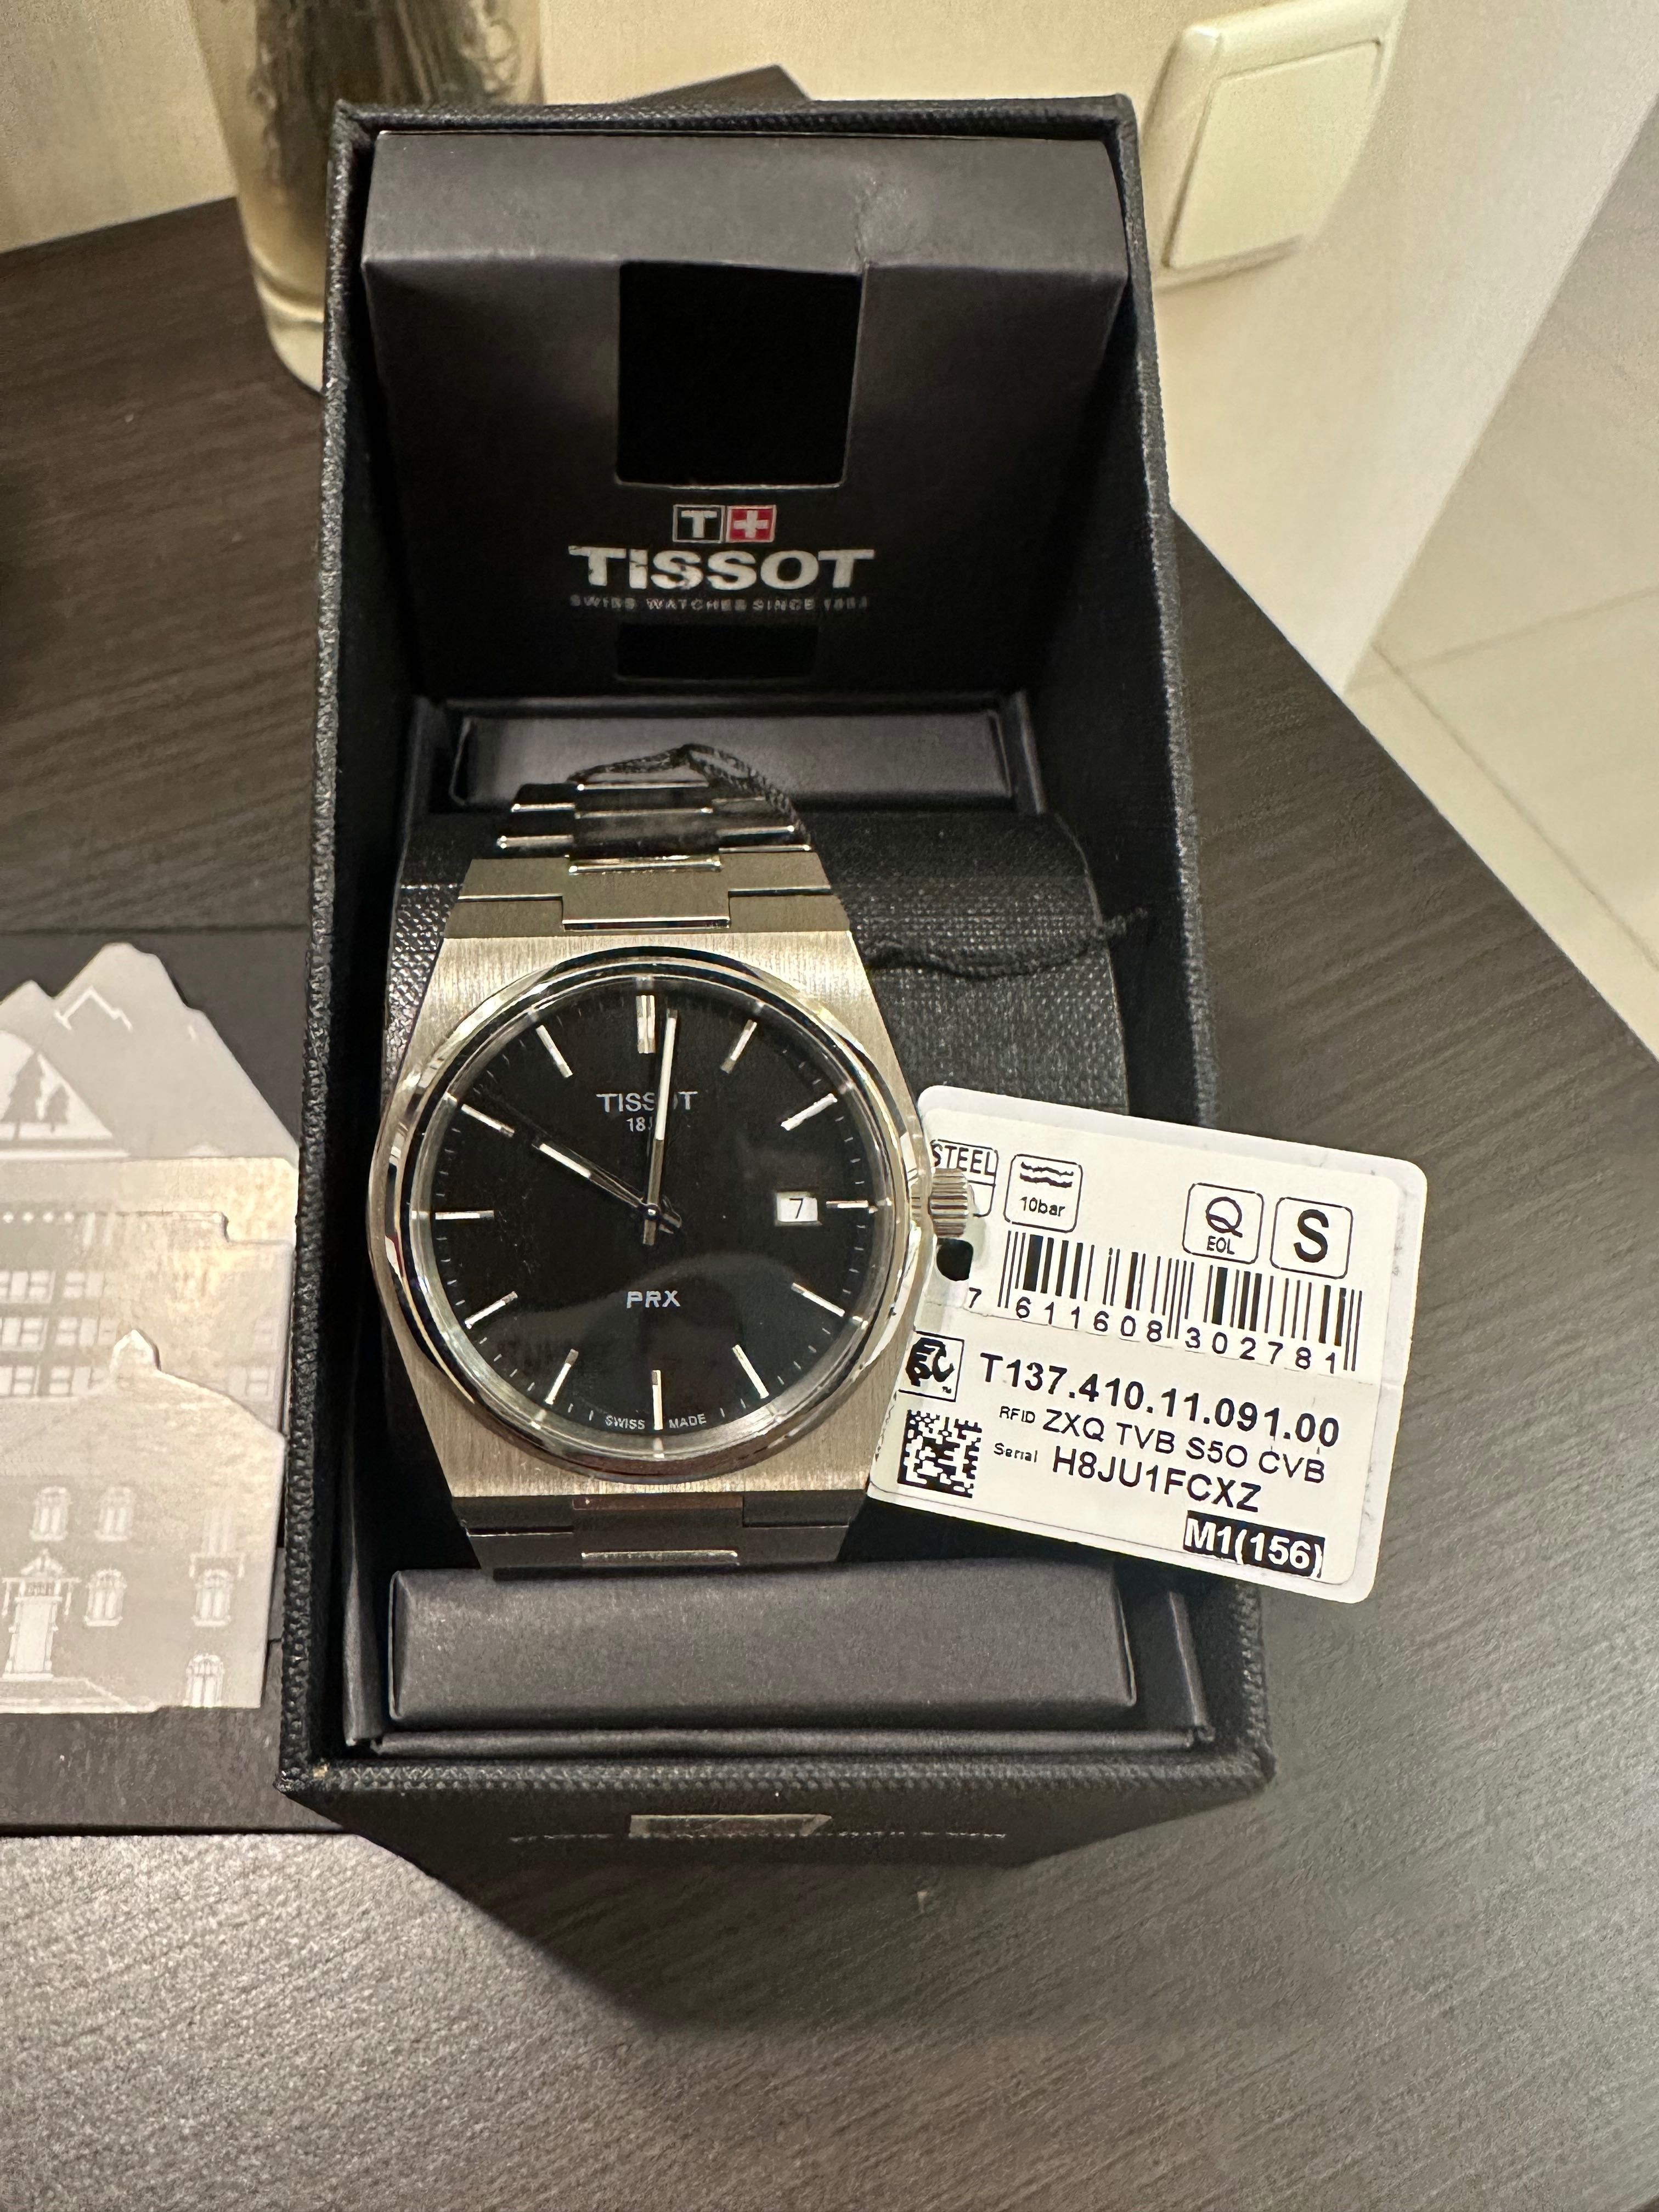 T+
TISSOT
SWISS WATCHES SINCE 1853
TISSOT
7
PRX
SWISS MADE
STEEL
10bar
Q
EOL
S
7 611608 302781
T137.410.11.091.00
RFID ZXQ TVB S5O CVB
Serial H8JU1FCXZ
M1(156)